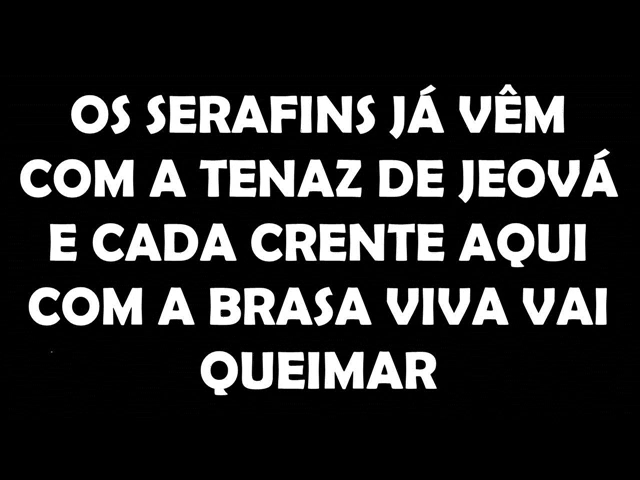 OS SERAFINS JÁ VÊM
COM A TENAZ DE JEOVÁ
E CADA CRENTE AQUI
COM A BRASA VIVA VAI
QUEIMAR